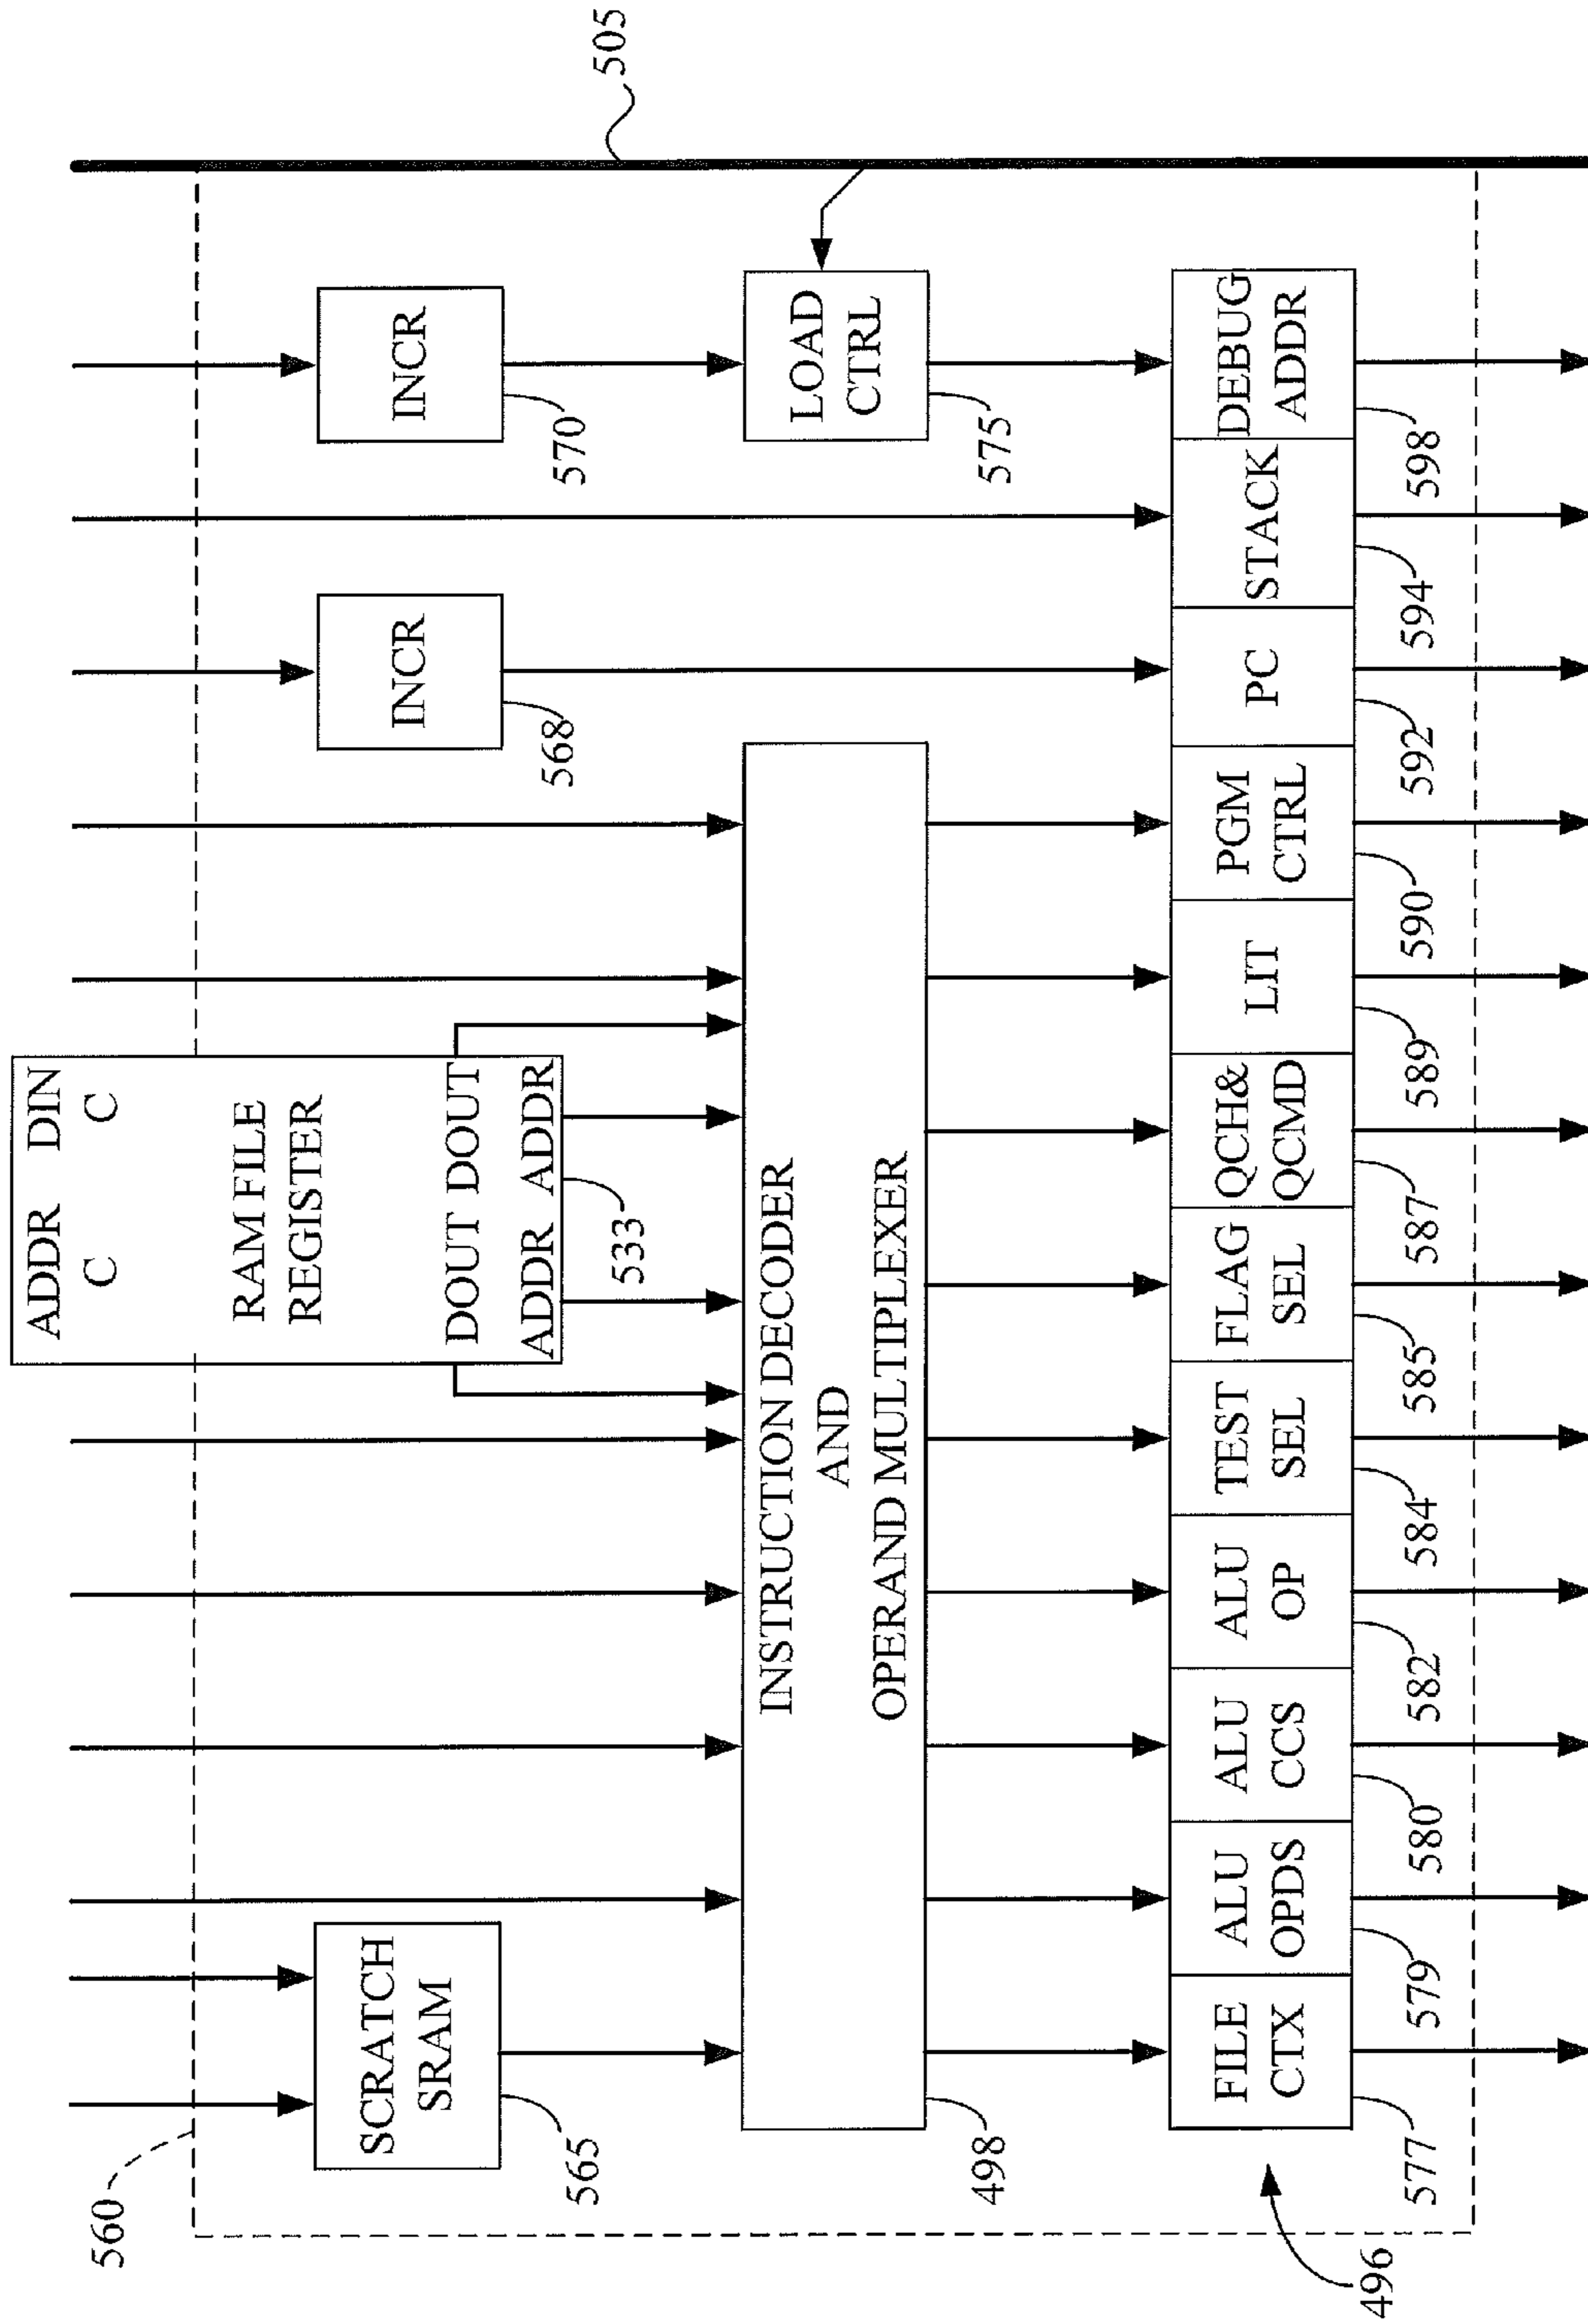 560
SCRATCH
SRAM
565
ADDR DIN
C C
RAM FILE
REGISTER
DOUT DOUT
ADDR ADDR
533
INCR
568
INCR
570
505
INSTRUCTION DECODER
AND
OPERAND MULTIPLEXER
498
LOAD
CTRL
575
496
FILE
CTX
577
ALU
OPDS
579
ALU
CCS
580
ALU
OP
582
TEST
SEL
584
FLAG
SEL
585
QCH&
QCMD
587
LIT
589
PGM
CTRL
590
PC
592
STACK
594
DEBUG
ADDR
598